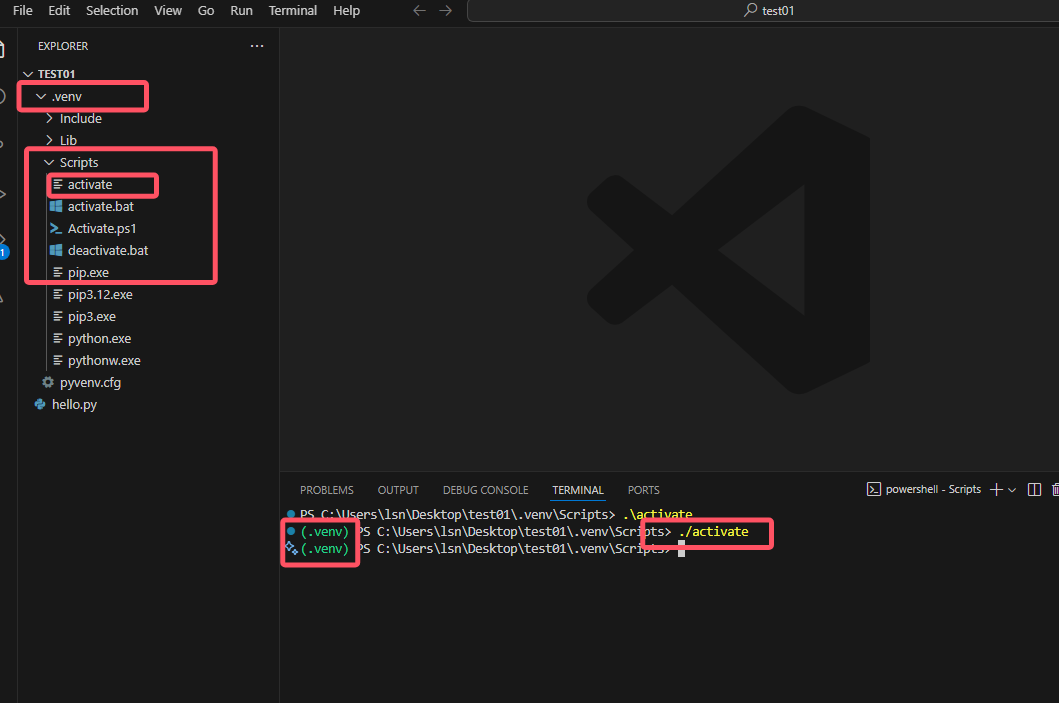 File Edit Selection View Go Run Terminal Help
test01
EXPLORER
TEST01
.venv
Include
Lib
Scripts
activate
activate.bat
Activate.ps1
deactivate.bat
pip.exe
pip3.12.exe
pip3.exe
python.exe
pythonw.exe
pyvenv.cfg
hello.py
1
PROBLEMS OUTPUT DEBUG CONSOLE TERMINAL PORTS
powershell - Scripts
PS C:\Users\lsn\Desktop\test01\.venv\Scripts> .\activate
(.venv) PS C:\Users\lsn\Desktop\test01\.venv\Scripts> ./activate
(.venv) PS C:\Users\lsn\Desktop\test01\.venv\Scripts>